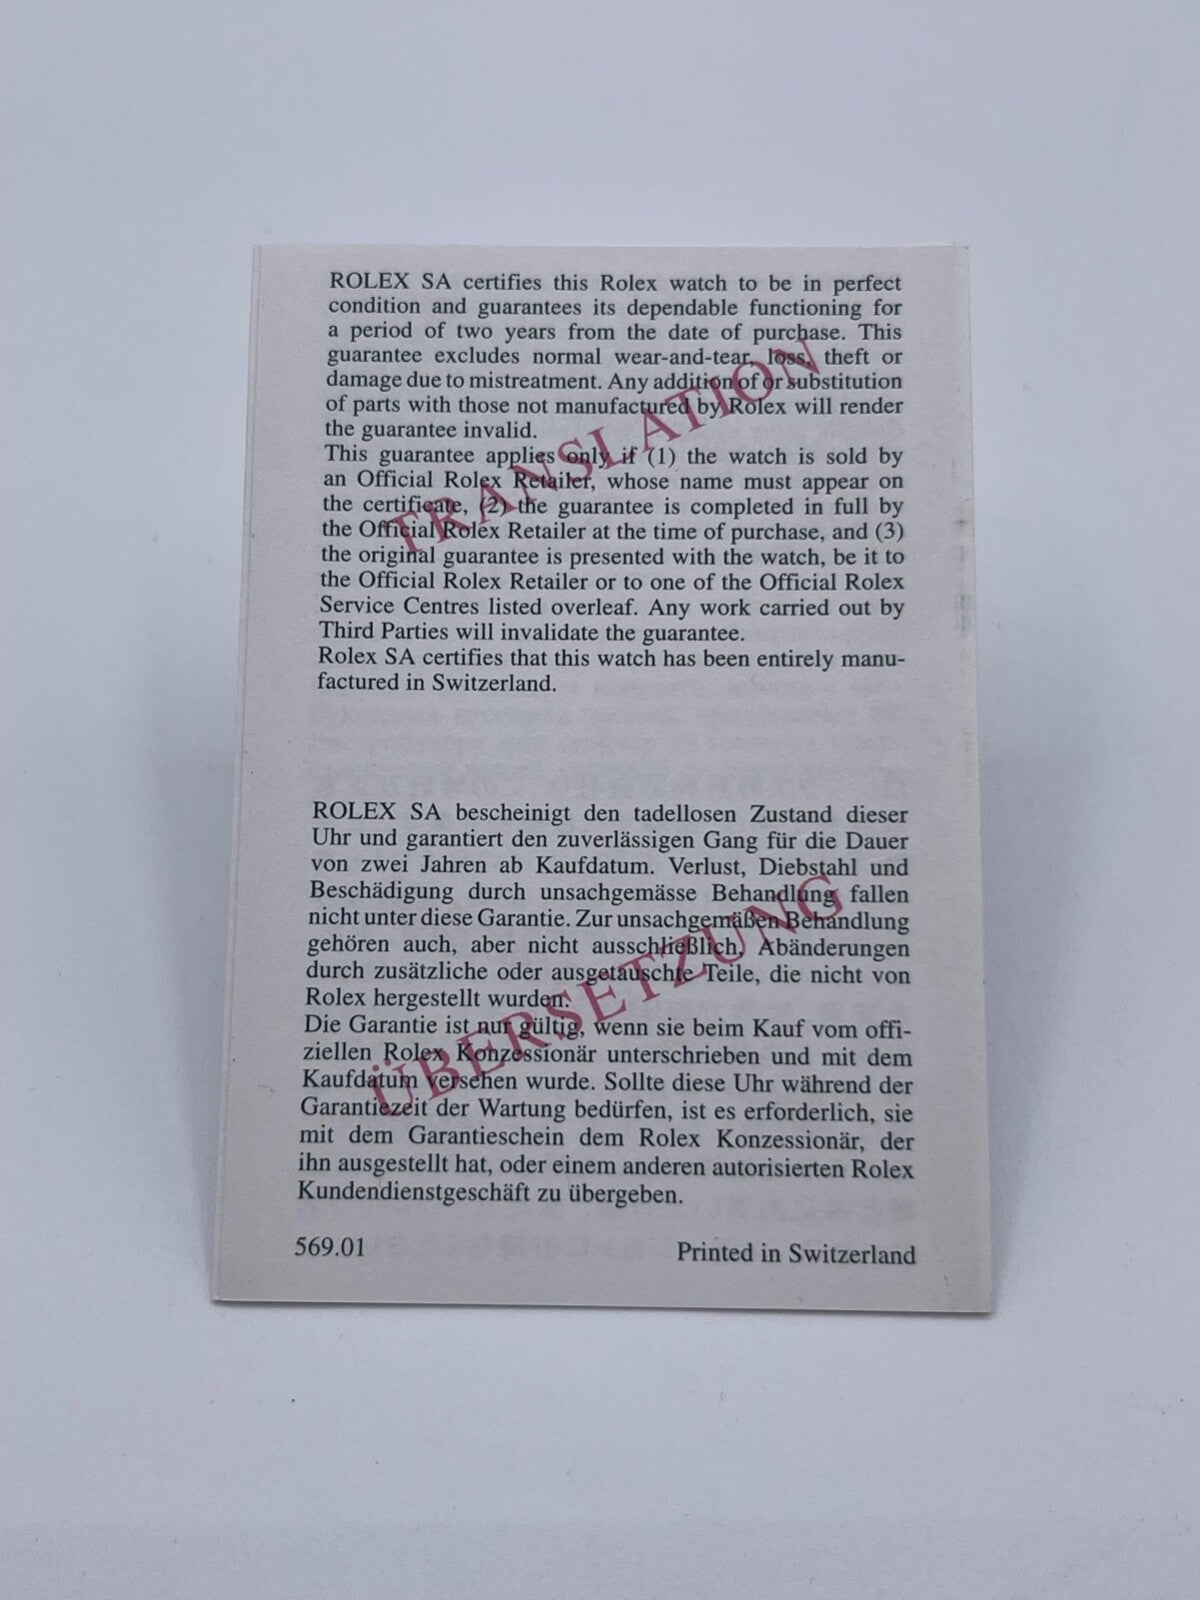 ROLEX SA certifies this Rolex watch to be in perfect
condition and guarantees its dependable functioning for
a period of two years from the date of purchase. This
guarantee excludes normal wear-and-tear, loss, theft or
damage due to mistreatment. Any addition of or substitution
of parts with those not manufactured by Rolex will render
the guarantee invalid.
This guarantee applies only if (1) the watch is sold by
an Official Rolex Retailer, whose name must appear on
the certificate, (2) the guarantee is completed in full by
the Official Rolex Retailer at the time of purchase, and (3)
the original guarantee is presented with the watch, be it to
the Official Rolex Retailer or to one of the Official Rolex
Service Centres listed overleaf. Any work carried out by
Third Parties will invalidate the guarantee.
Rolex SA certifies that this watch has been entirely manu-
factured in Switzerland.
TRANSLATION
ROLEX SA bescheinigt den tadellosen Zustand dieser
Uhr und garantiert den zuverlässigen Gang für die Dauer
von zwei Jahren ab Kaufdatum. Verlust, Diebstahl und
Beschädigung durch unsachgemässe Behandlung fallen
nicht unter diese Garantie. Zur unsachgemäßen Behandlung
gehören auch, aber nicht ausschließlich, Abänderungen
durch zusätzliche oder ausgetauschte Teile, die nicht von
Rolex hergestellt wurden.
Die Garantie ist nur gültig, wenn sie beim Kauf vom offi-
ziellen Rolex Konzessionär unterschrieben und mit dem
Kaufdatum versehen wurde. Sollte diese Uhr während der
Garantiezeit der Wartung bedürfen, ist es erforderlich, sie
mit dem Garantieschein dem Rolex Konzessionär, der
ihn ausgestellt hat, oder einem anderen autorisierten Rolex
Kundendienstgeschäft zu übergeben.
ÜBERSETZUNG
569.01
Printed in Switzerland